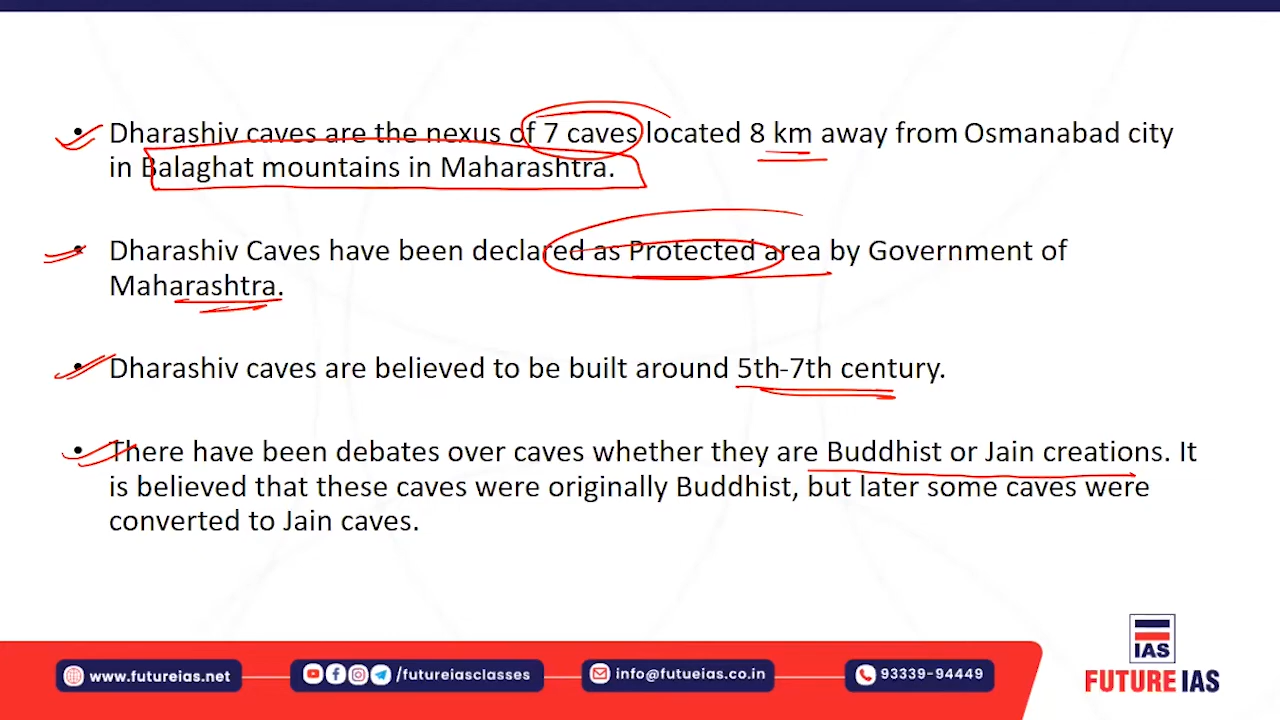 • Dharashiv caves are the nexus of 7 caves located 8 km away from Osmanabad city
in Balaghat mountains in Maharashtra.
• Dharashiv Caves have been declared as Protected area by Government of
Maharashtra.
• Dharashiv caves are believed to be built around 5th-7th century.
• There have been debates over caves whether they are Buddhist or Jain creations. It
is believed that these caves were originally Buddhist, but later some caves were
converted to Jain caves.
IAS
FUTURE IAS
www.futureias.net
/futureiasclasses
info@futueias.co.in
93339-94449